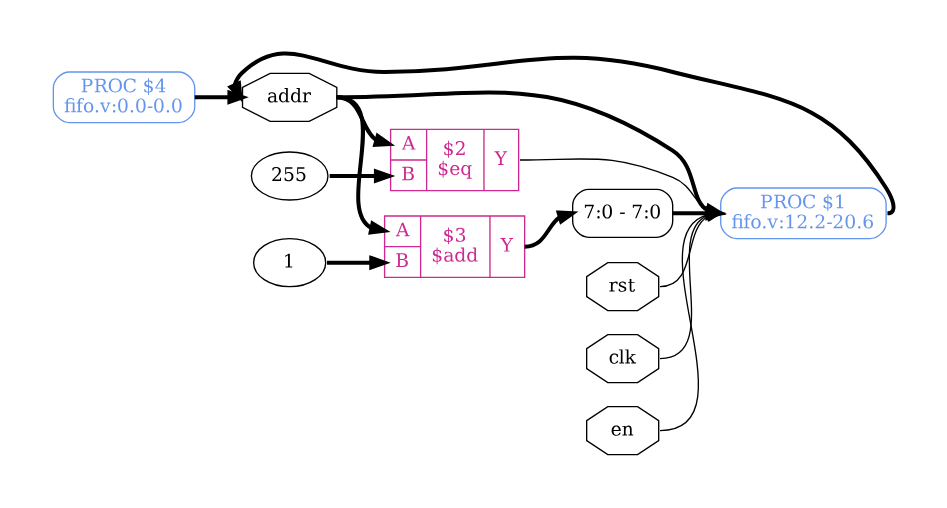 PROC $4
fifo.v:0.0-0.0
addr
A
B
$2
$eq
Y
255
A
B
$3
$add
Y
1
7:0 - 7:0
PROC $1
fifo.v:12.2-20.6
rst
clk
en